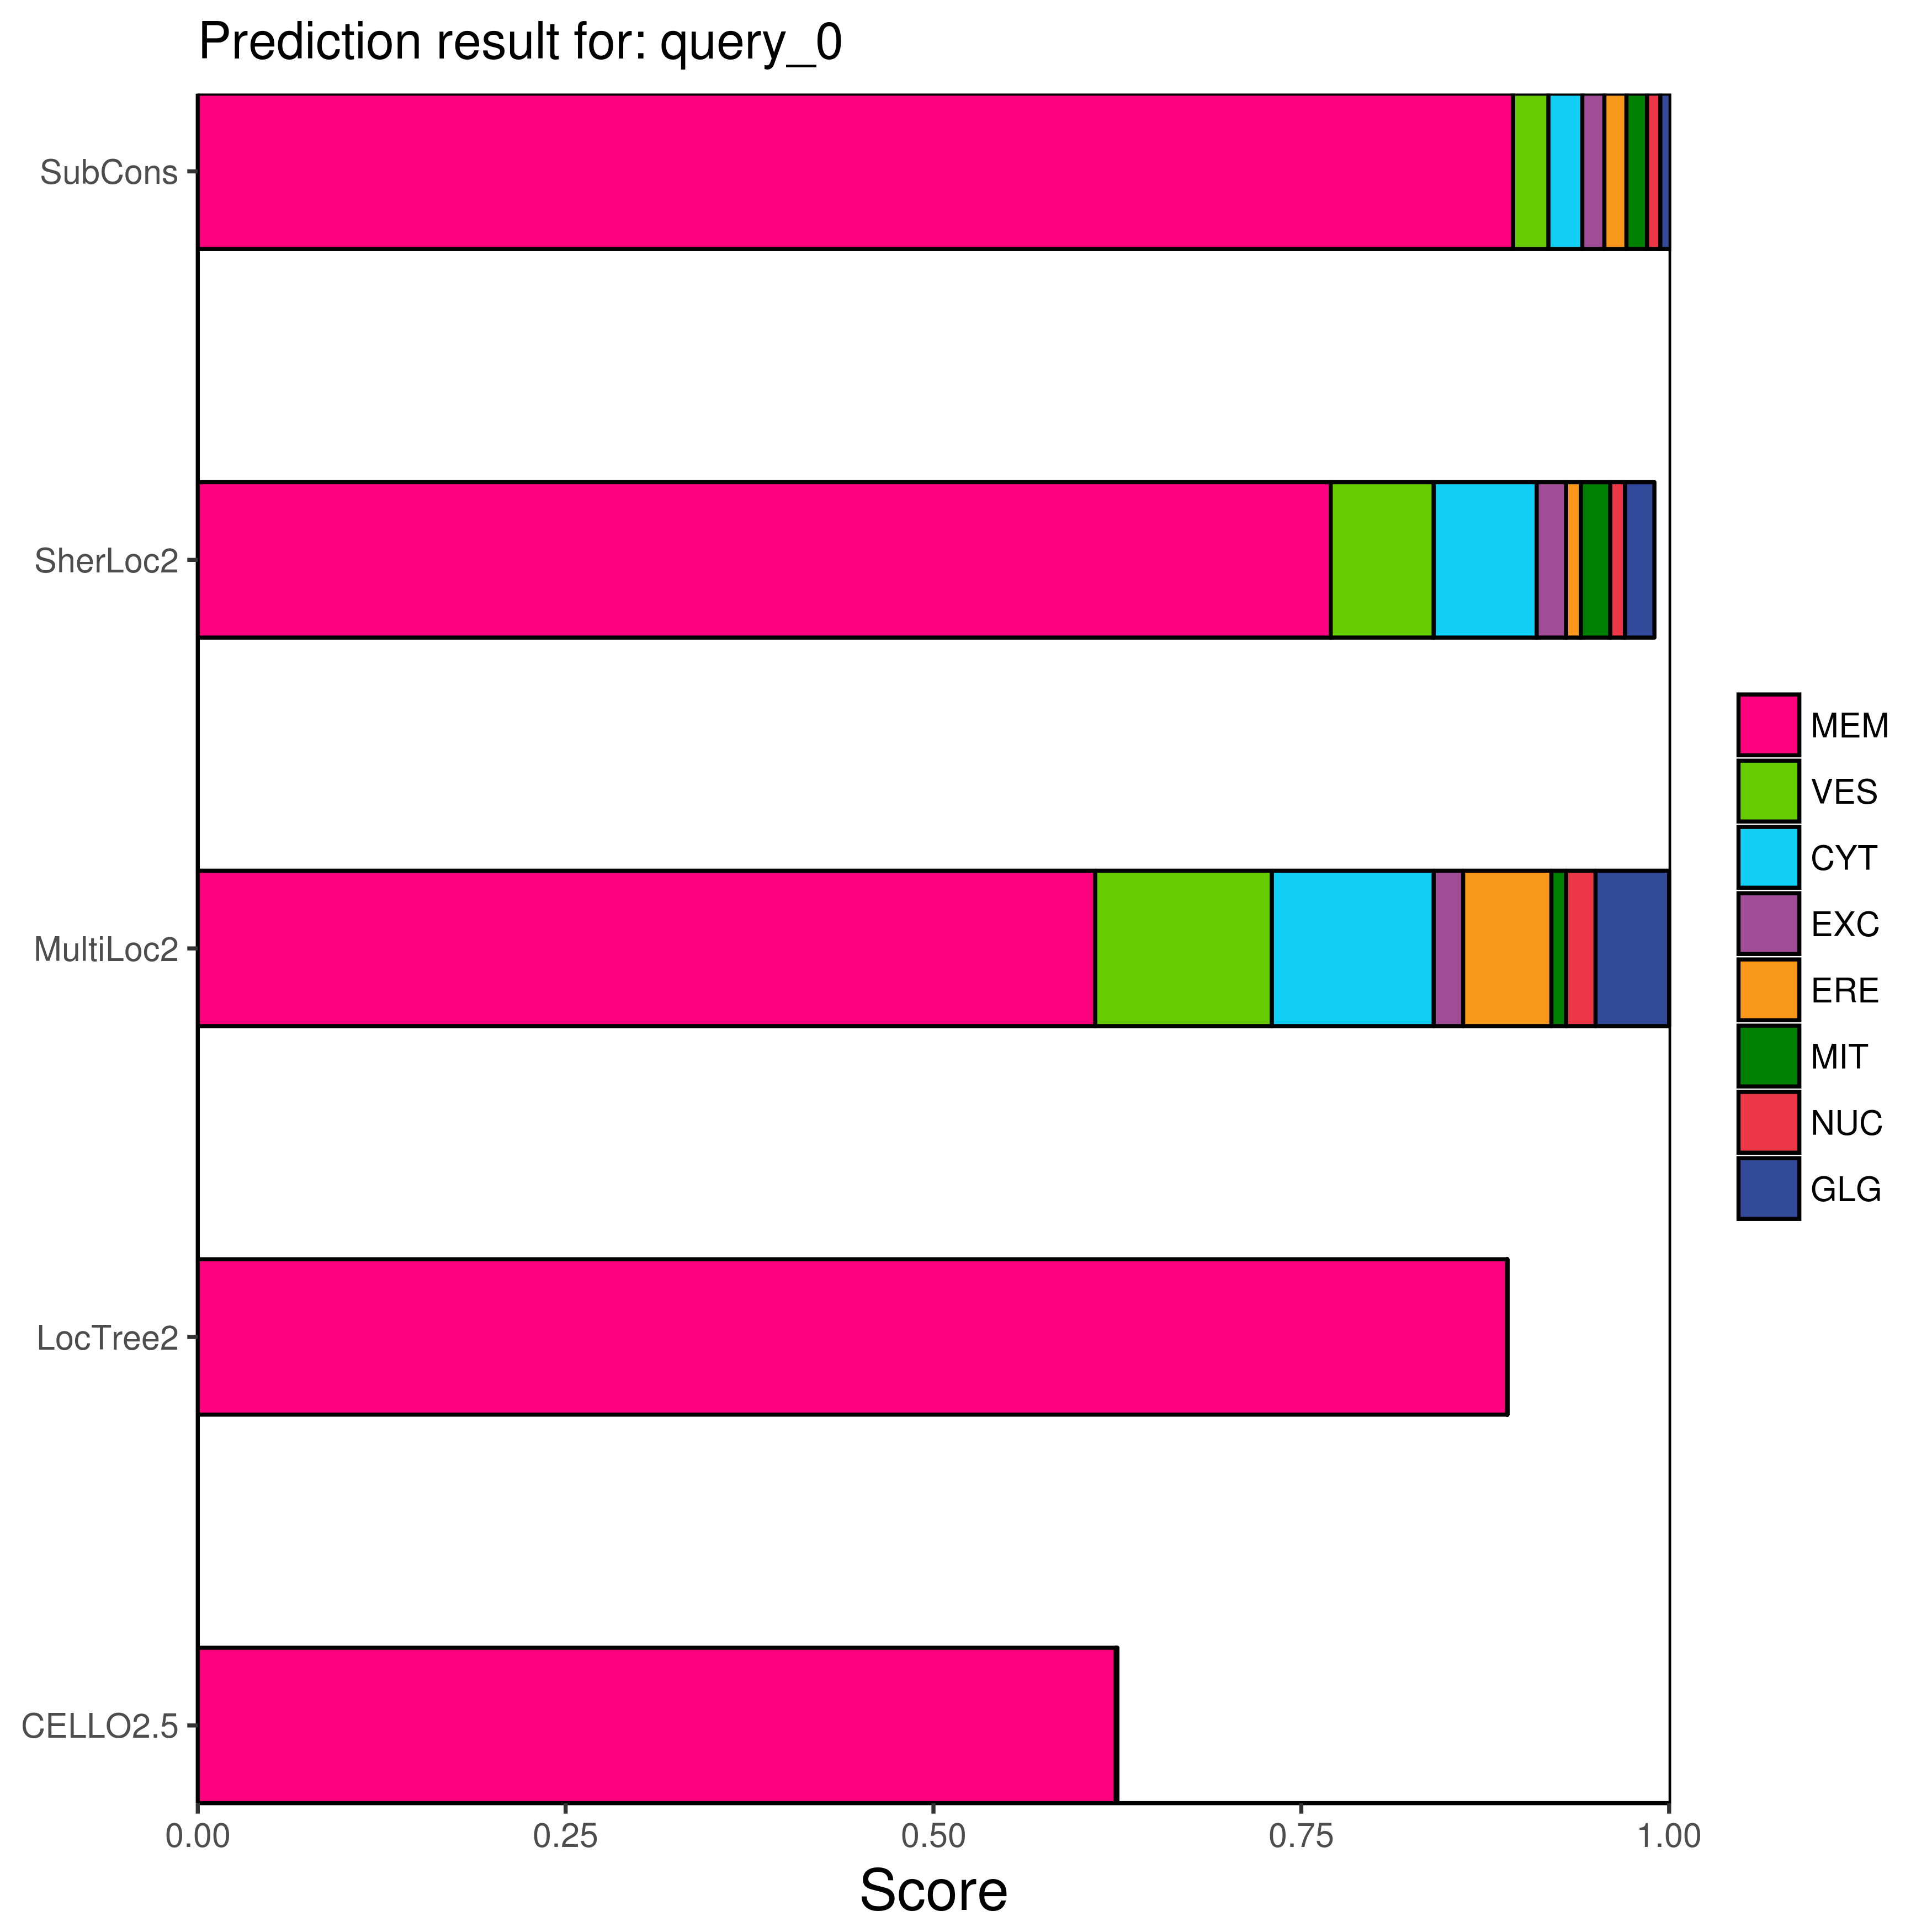 Prediction result for: query_0
SubCons
SherLoc2
MultiLoc2
LocTree2
CELLO2.5
0.00 0.25 0.50 0.75 1.00
Score
MEM
VES
CYT
EXC
ERE
MIT
NUC
GLG